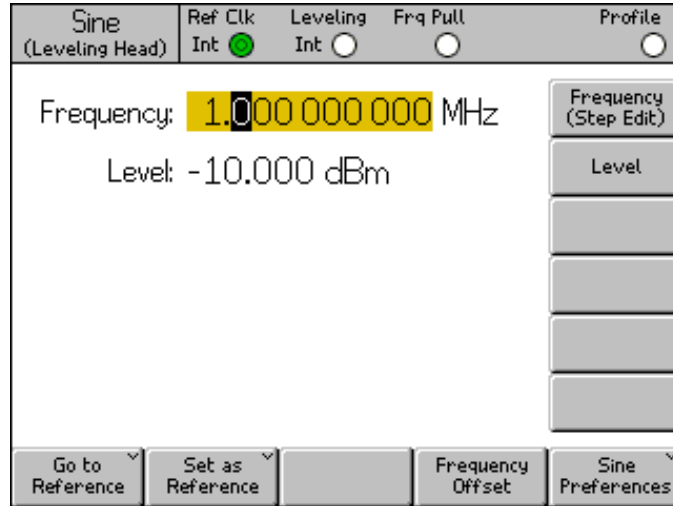 Sine
(Leveling Head)
Ref Clk
Int
Leveling
Int
Frq Pull
Profile
Frequency: 1.000 000 000 MHz
Level: -10.000 dBm
Frequency
(Step Edit)
Level
Go to
Reference
Set as
Reference
Frequency
Offset
Sine
Preferences